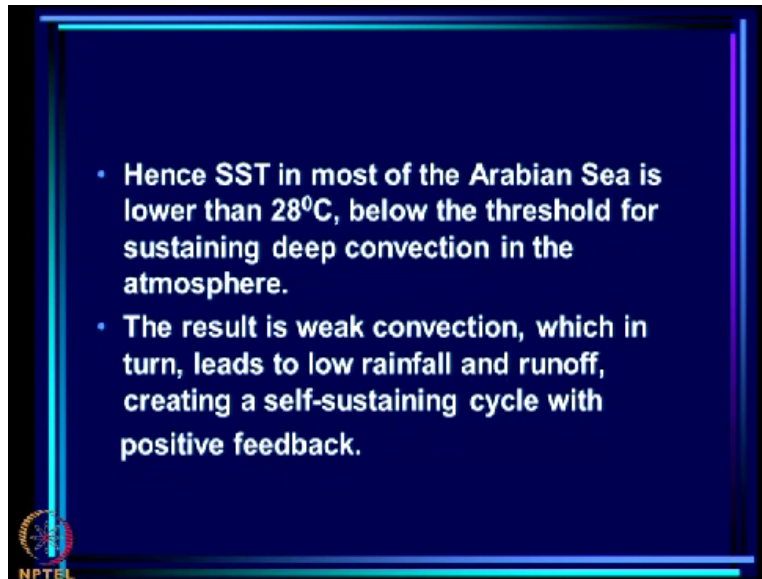 • Hence SST in most of the Arabian Sea is
lower than 28⁰C, below the threshold for
sustaining deep convection in the
atmosphere.
• The result is weak convection, which in
turn, leads to low rainfall and runoff,
creating a self-sustaining cycle with
positive feedback.
NPTEL